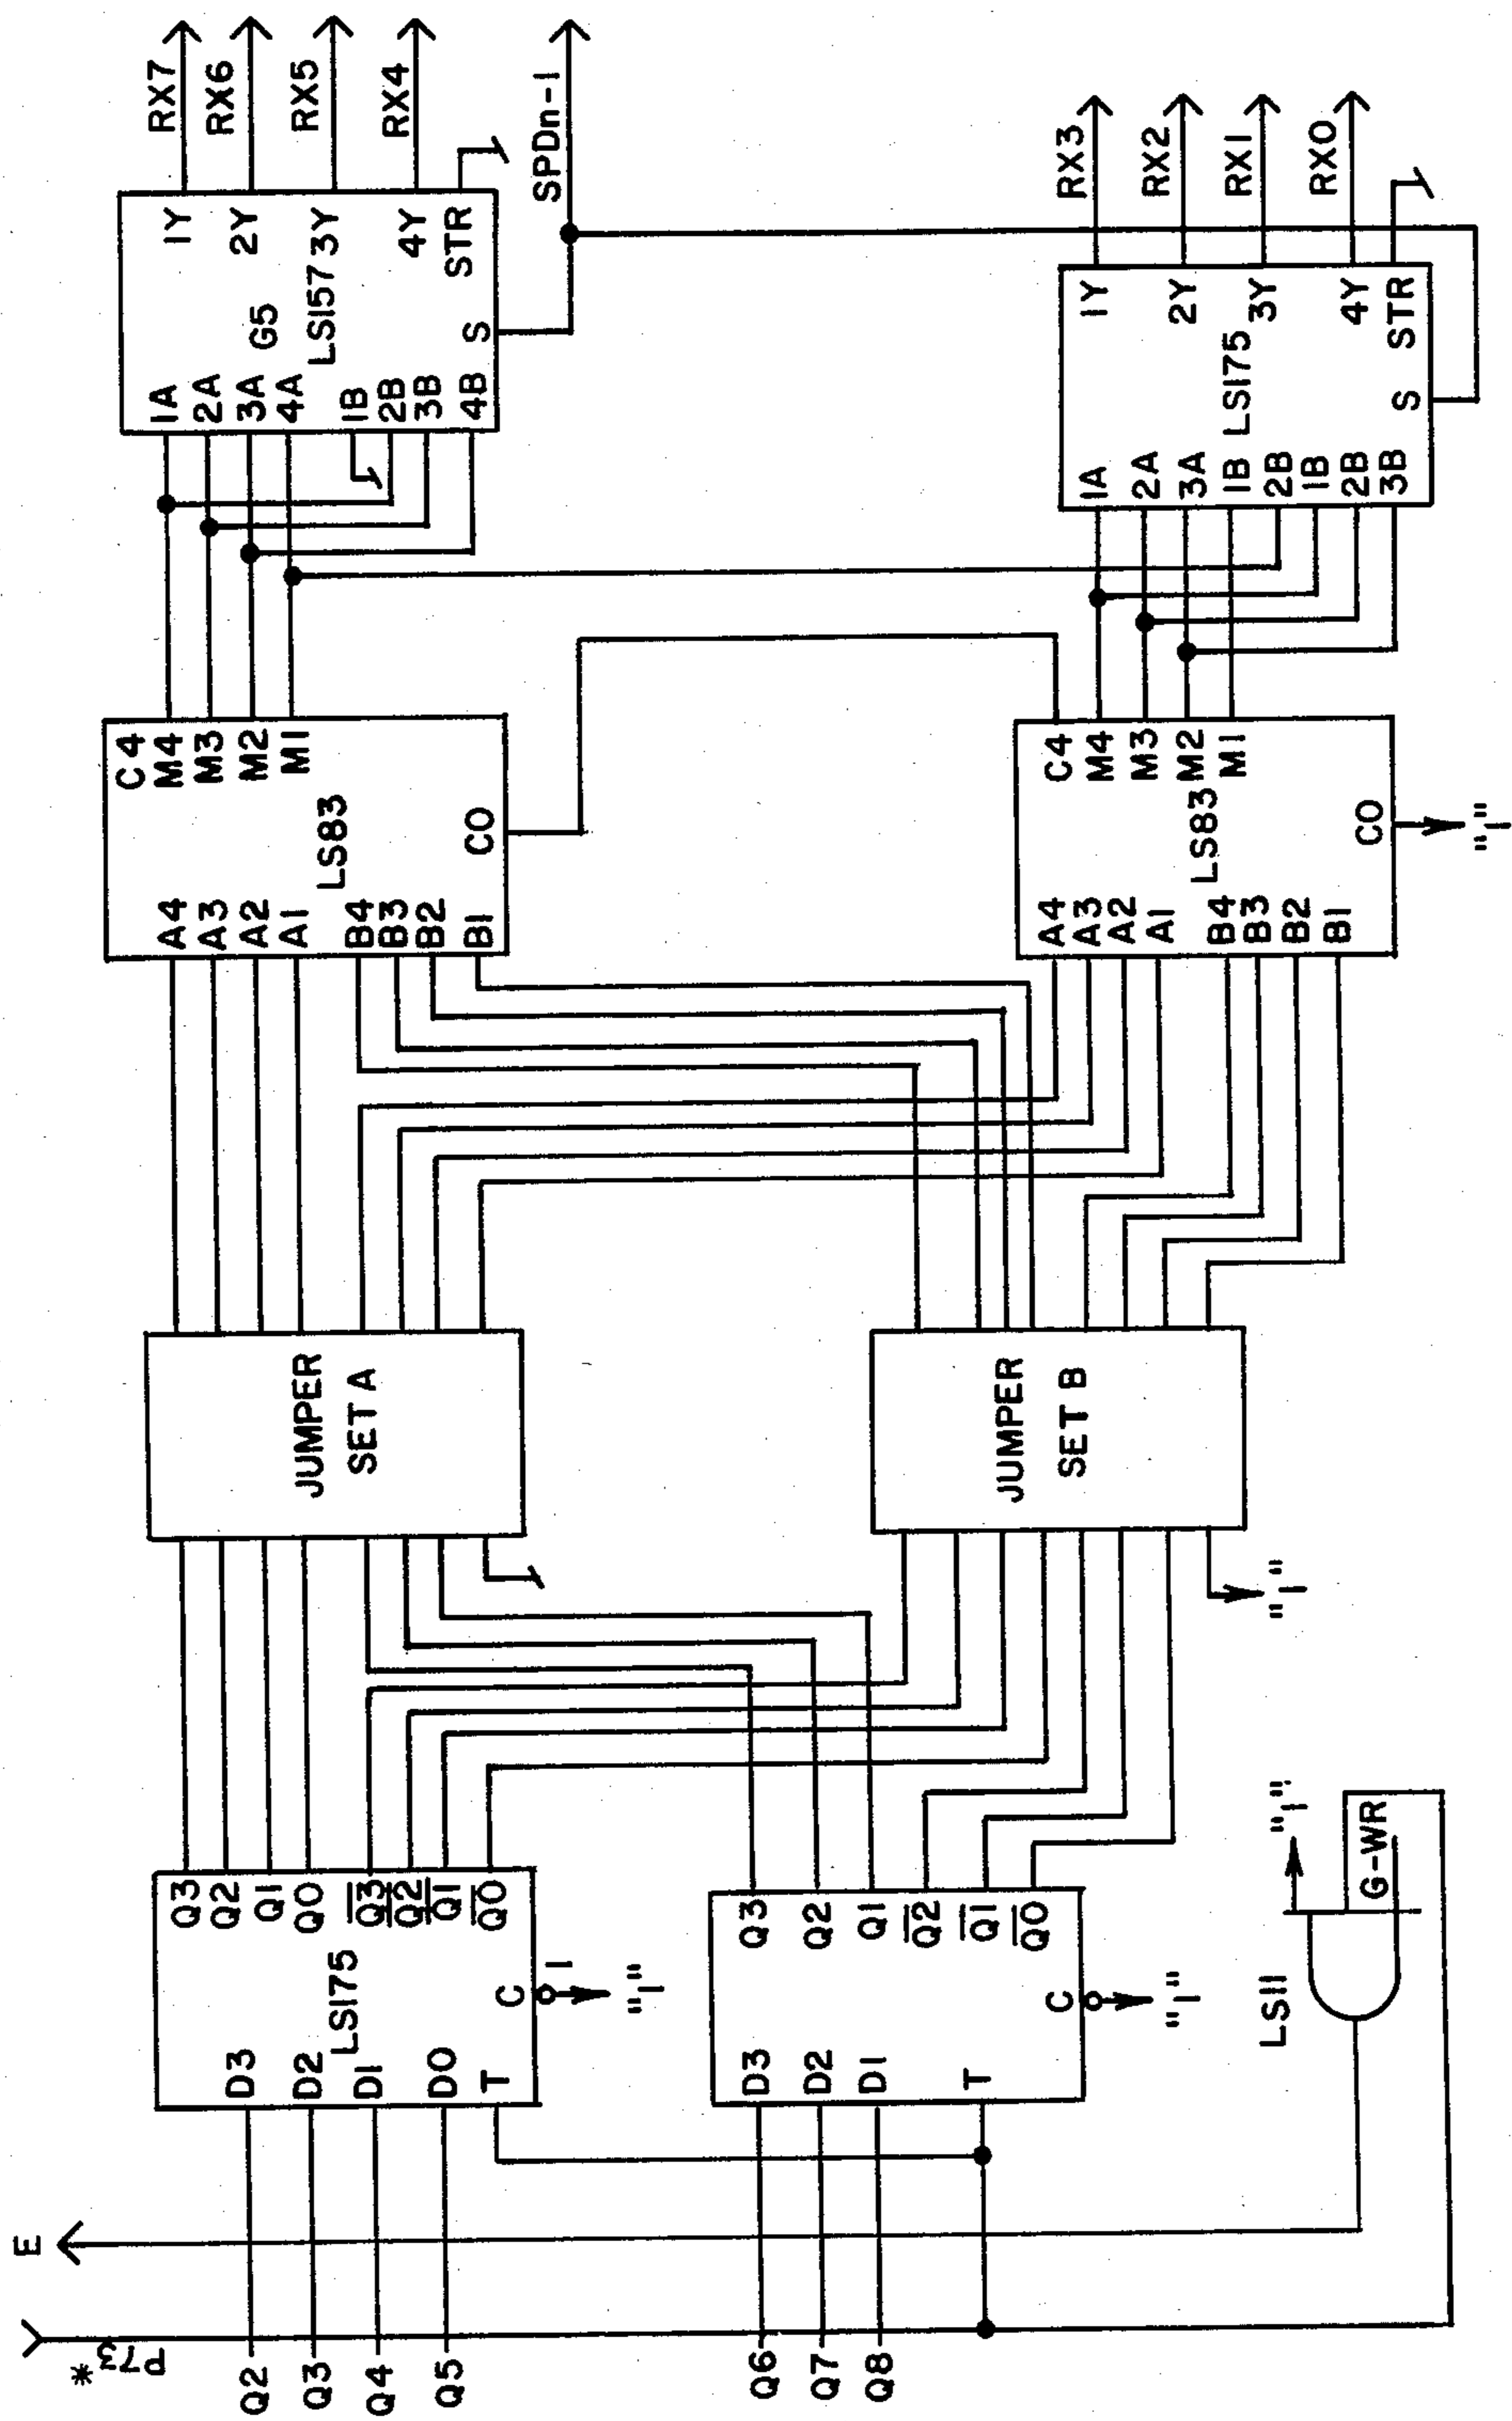 E
P73*
Q2
Q3
Q4
Q5
D3
D2
D1
D0
T
LS175
C
1
"1"
Q3
Q2
Q1
Q0
Q3
Q2
Q1
Q0
Q6
Q7
Q8
D3
D2
D1
T
C
"1"
Q3
Q2
Q1
Q2
Q1
Q0
LS11
"1"
G-WR
JUMPER
SET A
JUMPER
SET B
"1"
A4
A3
A2
A1
B4
B3
B2
B1
LS83
C0
C4
M4
M3
M2
M1
A4
A3
A2
A1
B4
B3
B2
B1
LS83
C0
"1"
C4
M4
M3
M2
M1
1A
2A
3A
4A
1B
2B
3B
4B
G5
LS157
S
1Y
2Y
3Y
4Y
STR
RX7
RX6
RX5
RX4
SPDn-1
1A
2A
3A
1B
2B
1B
2B
3B
LS175
S
1Y
2Y
3Y
4Y
STR
RX3
RX2
RX1
RX0